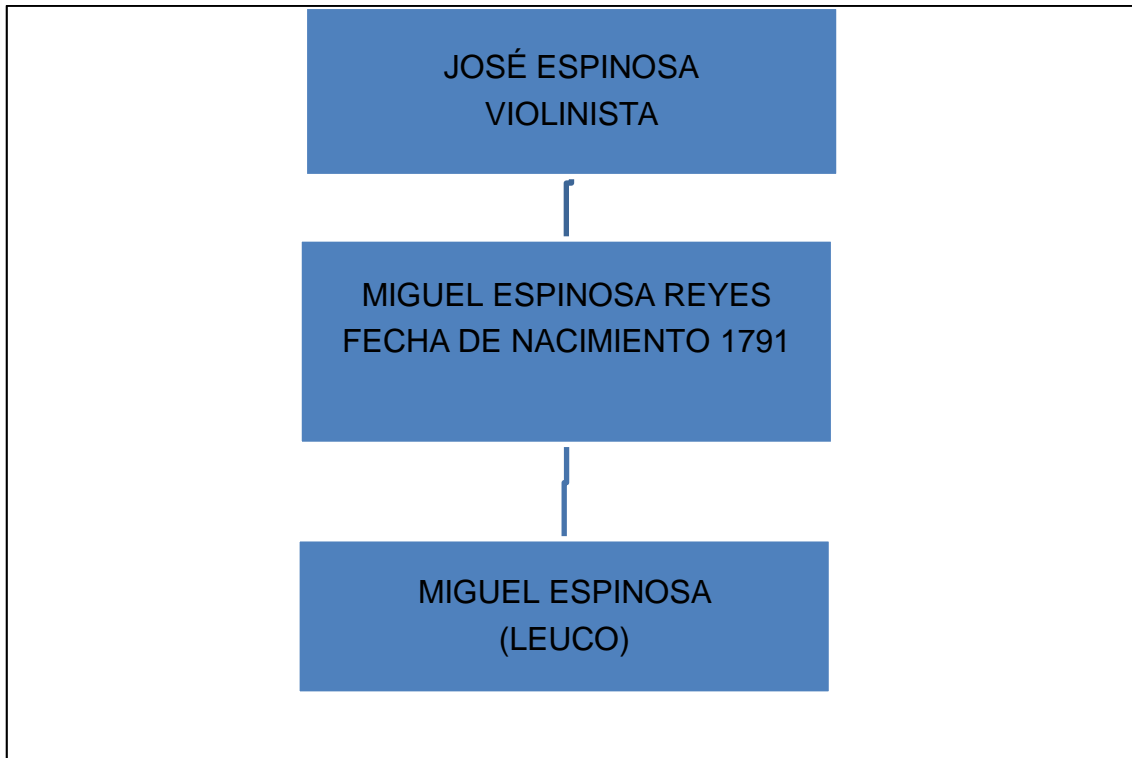 JOSÉ ESPINOSA
VIOLINISTA
MIGUEL ESPINOSA REYES
FECHA DE NACIMIENTO 1791
MIGUEL ESPINOSA
(LEUCO)